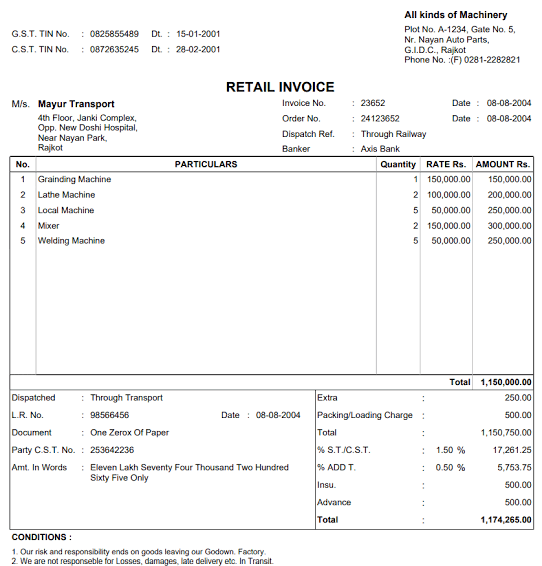 All kinds of Machinery
G.S.T. TIN No. : 0825855489 Dt. : 15-01-2001
Plot No. A-1234, Gate No. 5,
Nr. Nayan Auto Parts,
C.S.T. TIN No. : 0872635245 Dt. : 28-02-2001
G.I.D.C., Rajkot
Phone No. :(F) 0281-2282821
RETAIL INVOICE
M/s. Mayur Transport
4th Floor, Janki Complex,
Opp. New Doshi Hospital,
Near Nayan Park,
Rajkot
Invoice No. : 23652 Date : 08-08-2004
Order No. : 24123652 Date : 08-08-2004
Dispatch Ref. : Through Railway
Banker : Axis Bank
No. PARTICULARS Quantity RATE Rs. AMOUNT Rs.
1 Grainding Machine 1 150,000.00 150,000.00
2 Lathe Machine 2 100,000.00 200,000.00
3 Local Machine 5 50,000.00 250,000.00
4 Mixer 2 150,000.00 300,000.00
5 Welding Machine 5 50,000.00 250,000.00
Total 1,150,000.00
Dispatched : Through Transport
L.R. No. : 98566456 Date : 08-08-2004
Document : One Zerox Of Paper
Party C.S.T. No. : 253642236
Amt. In Words : Eleven Lakh Seventy Four Thousand Two Hundred
Sixty Five Only
Extra : 250.00
Packing/Loading Charge : 500.00
Total : 1,150,750.00
% S.T./C.S.T. : 1.50 % 17,261.25
% ADD T. : 0.50 % 5,753.75
Insu. : 500.00
Advance : 500.00
Total : 1,174,265.00
CONDITIONS :
1. Our risk and responsibility ends on goods leaving our Godown. Factory.
2. We are not responseble for Losses, damages, late delivery etc. In Transit.